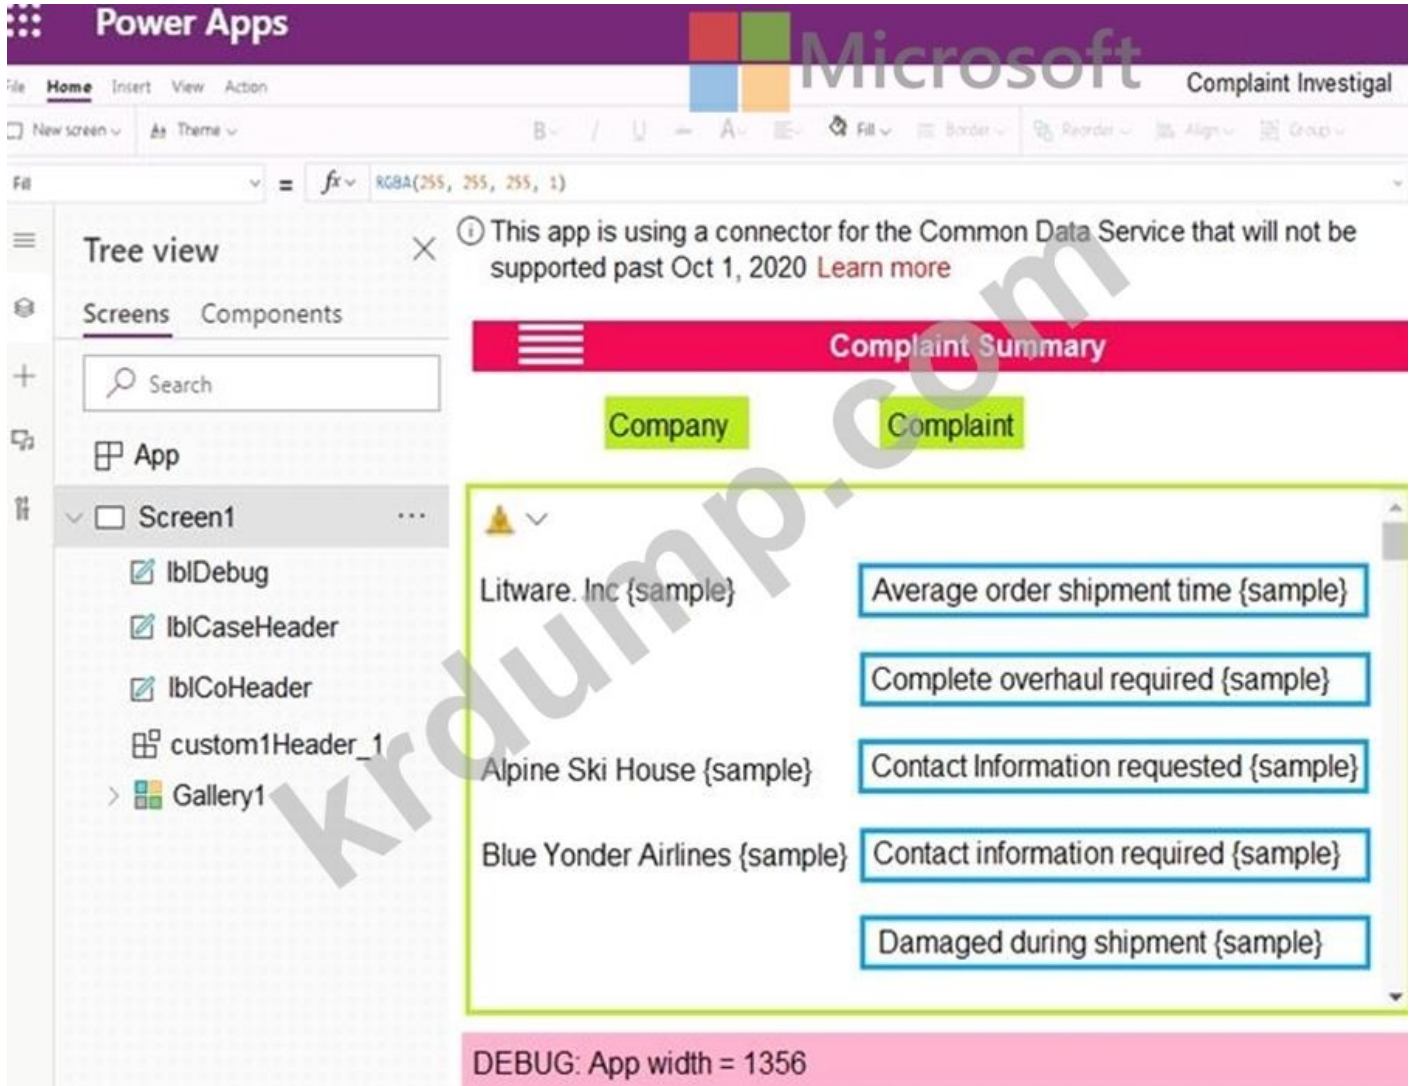 Power Apps
Microsoft
File Home Insert View Action
Complaint Investigal
New screen Theme B / U A Fill Border Reorder Align Group
Fill = fx RGBA(255, 255, 255, 1)
Tree view
This app is using a connector for the Common Data Service that will not be
supported past Oct 1, 2020 Learn more
Screens Components
Complaint Summary
Search
Company Complaint
App
Screen1 ...
lblDebug
Litware. Inc {sample} Average order shipment time {sample}
lblCaseHeader
lblCoHeader
Complete overhaul required {sample}
custom1Header_1
Alpine Ski House {sample} Contact Information requested {sample}
Gallery1
Blue Yonder Airlines {sample} Contact information required {sample}
Damaged during shipment {sample}
DEBUG: App width = 1356
krdump.com